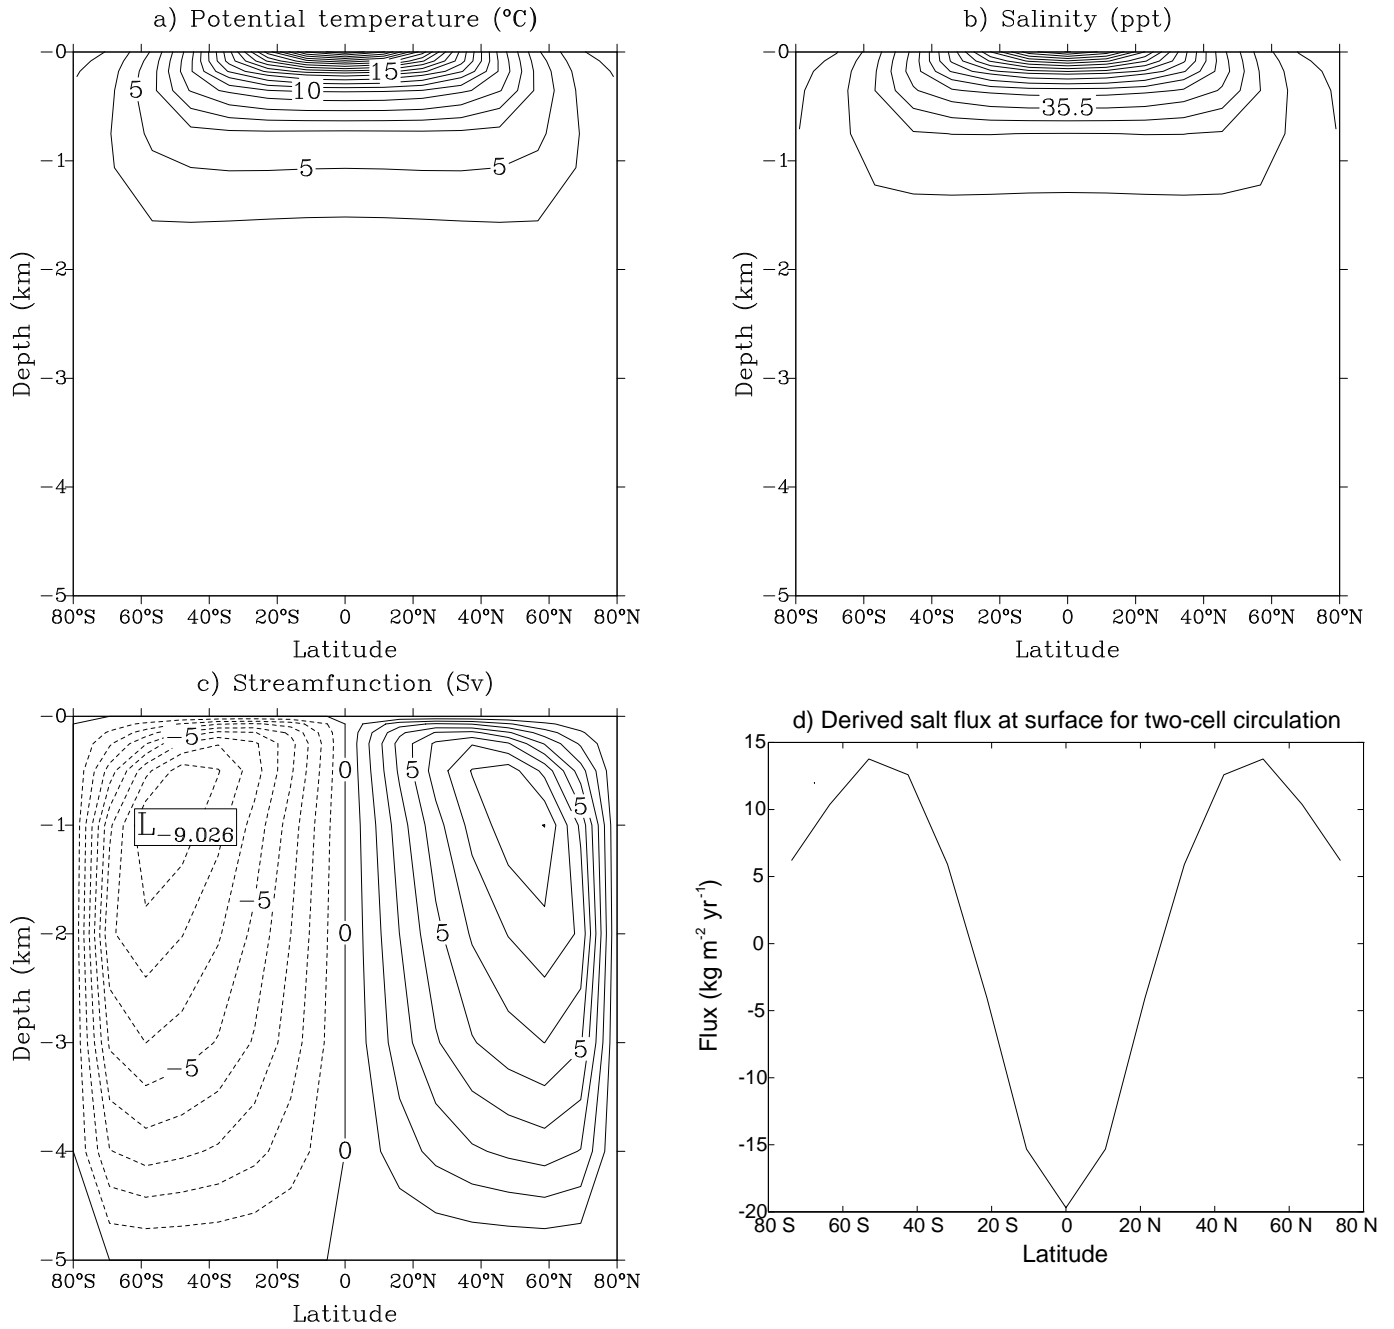 a) Potential temperature (°C)
−0
−1
−2
−3
−4
−5
Depth (km)
15
10
5
5
5
80°S 60°S 40°S 20°S 0 20°N 40°N 60°N 80°N
Latitude
b) Salinity (ppt)
−0
−1
−2
−3
−4
−5
Depth (km)
35.5
80°S 60°S 40°S 20°S 0 20°N 40°N 60°N 80°N
Latitude
c) Streamfunction (Sv)
−0
−1
−2
−3
−4
−5
Depth (km)
−5
0
5
5
L−9.026
−5
0
5
−5
5
0
80°S 60°S 40°S 20°S 0 20°N 40°N 60°N 80°N
Latitude
d) Derived salt flux at surface for two-cell circulation
15
10
5
0
-5
-10
-15
-20
Flux (kg m-2 yr-1)
80 S 60 S 40 S 20 S 0 20 N 40 N 60 N 80 N
Latitude